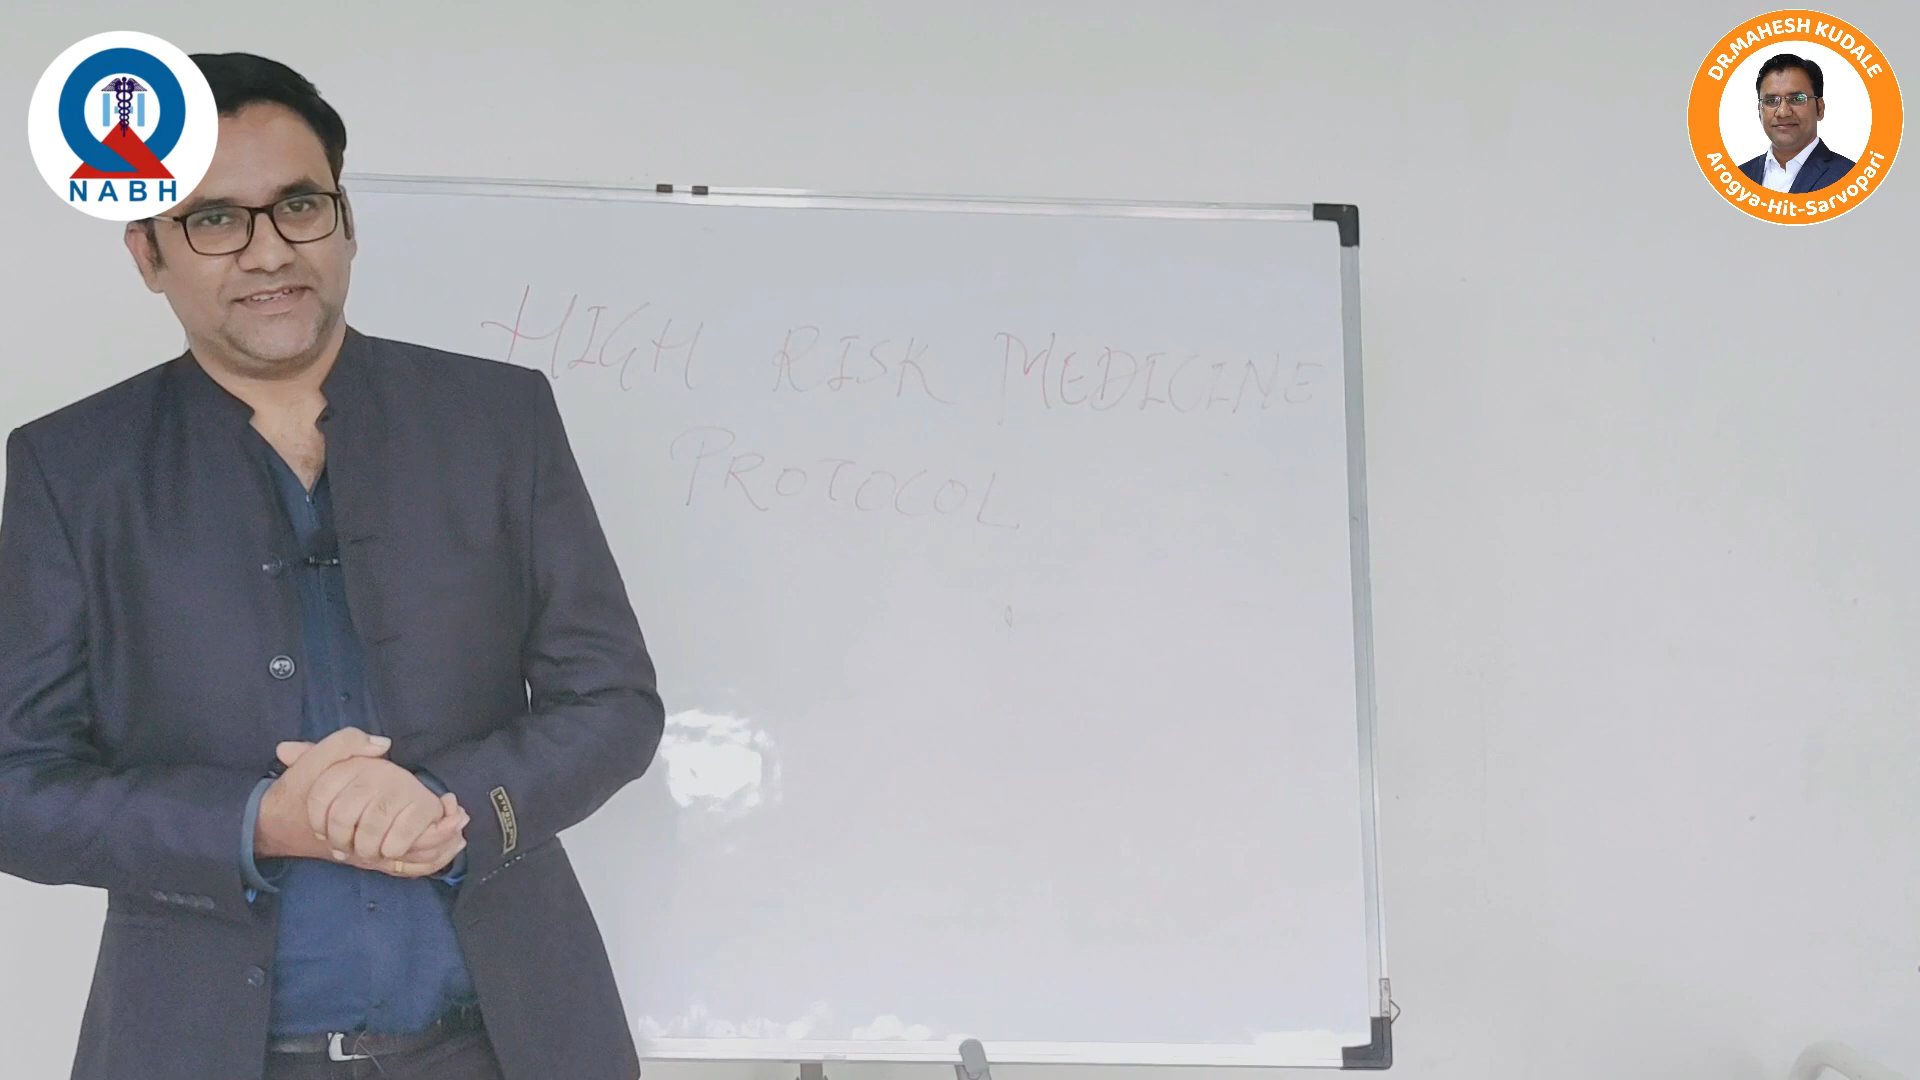 NABH
DR.MAHESH KUDALE
Arogya-Hit-Sarvopari
HIGH RISK MEDICINE
PROTOCOL